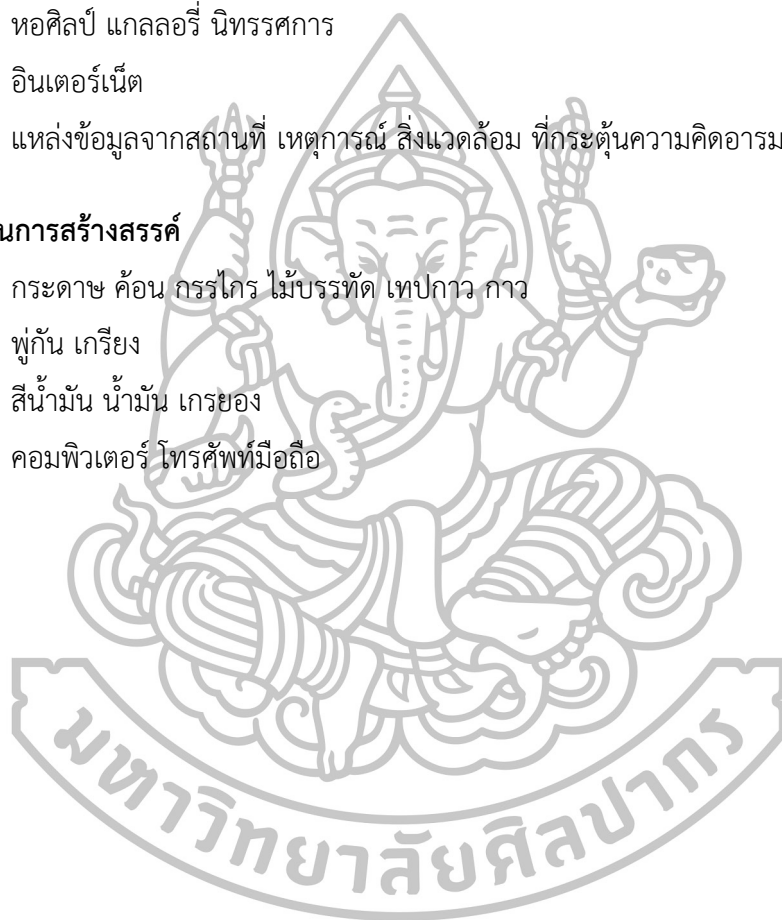 หอศิลป์ แกลลอรี่ นิทรรศการ
อินเตอร์เน็ต
แหล่งข้อมูลจากสถานที่ เหตุการณ์ สิ่งแวดล้อม ที่กระตุ้นความคิดอารม
นการสร้างสรรค์
กระดาษ ค้อน กรรไกร ไม้บรรทัด เทปกาว กาว
พู่กัน เกรียง
สีน้ำมัน น้ำมัน เกรยอง
คอมพิวเตอร์ โทรศัพท์มือถือ
มหาวิทยาลัยศิลปากร